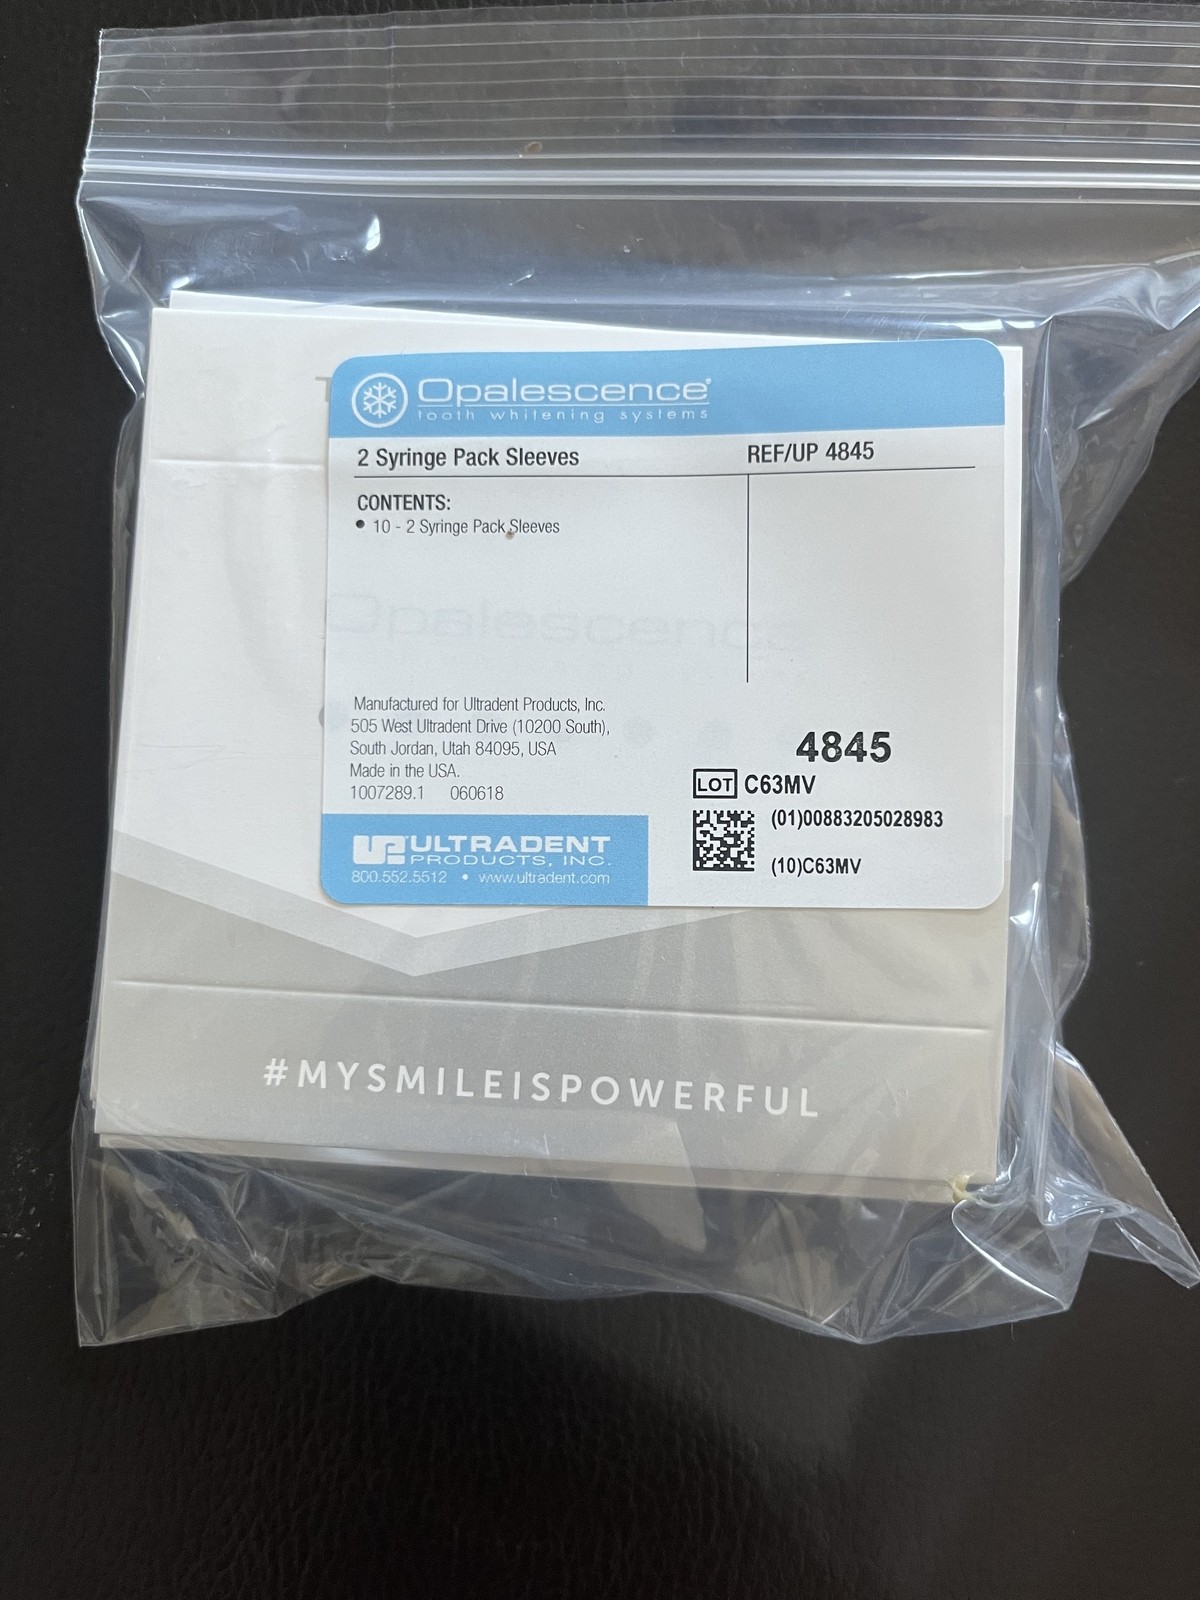 Opalescence®
tooth whitening systems
2 Syringe Pack Sleeves
REF/UP 4845
CONTENTS:
● 10 - 2 Syringe Pack Sleeves
Opalescence
Manufactured for Ultradent Products, Inc.
505 West Ultradent Drive (10200 South),
South Jordan, Utah 84095, USA
Made in the USA.
1007289.1 060618
4845
LOT C63MV
(01)00883205028983
(10)C63MV
UP ULTRADENT
PRODUCTS, INC.
800.552.5512 • www.ultradent.com
#MYSMILEISPOWERFUL